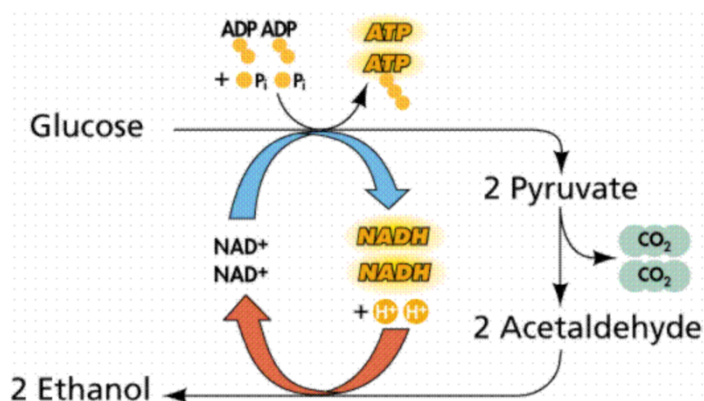 ADP ADP
+ Pi Pi
ATP
ATP
Glucose
2 Pyruvate
NAD+
NAD+
NADH
NADH
+ H+ H+
CO2
CO2
2 Acetaldehyde
2 Ethanol